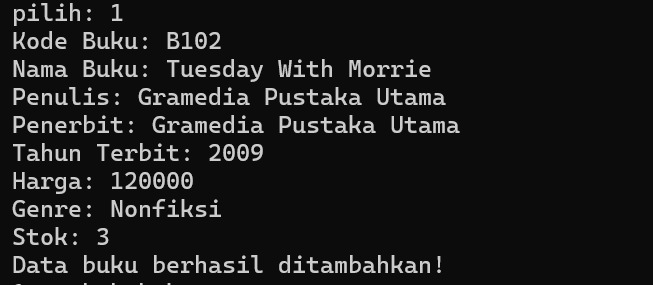 pilih: 1
Kode Buku: B102
Nama Buku: Tuesday With Morrie
Penulis: Gramedia Pustaka Utama
Penerbit: Gramedia Pustaka Utama
Tahun Terbit: 2009
Harga: 120000
Genre: Nonfiksi
Stok: 3
Data buku berhasil ditambahkan!